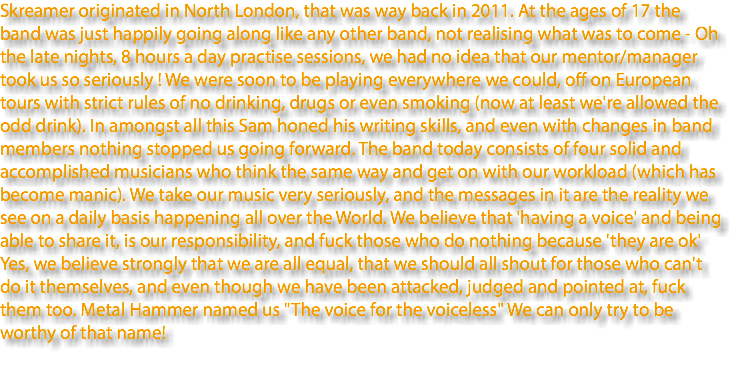 Skreamer originated in North London, that was way back in 2011. At the ages of 17 the
band was just happily going along like any other band, not realising what was to come - Oh
the late nights, 8 hours a day practise sessions, we had no idea that our mentor/manager
took us so seriously ! We were soon to be playing everywhere we could, off on European
tours with strict rules of no drinking, drugs or even smoking (now at least we're allowed the
odd drink). In amongst all this Sam honed his writing skills, and even with changes in band
members nothing stopped us going forward. The band today consists of four solid and
accomplished musicians who think the same way and get on with our workload (which has
become manic). We take our music very seriously, and the messages in it are the reality we
see on a daily basis happening all over the World. We believe that 'having a voice' and being
able to share it, is our responsibility, and fuck those who do nothing because 'they are ok'
Yes, we believe strongly that we are all equal, that we should all shout for those who can't
do it themselves, and even though we have been attacked, judged and pointed at, fuck
them too. Metal Hammer named us "The voice for the voiceless" We can only try to be
worthy of that name!